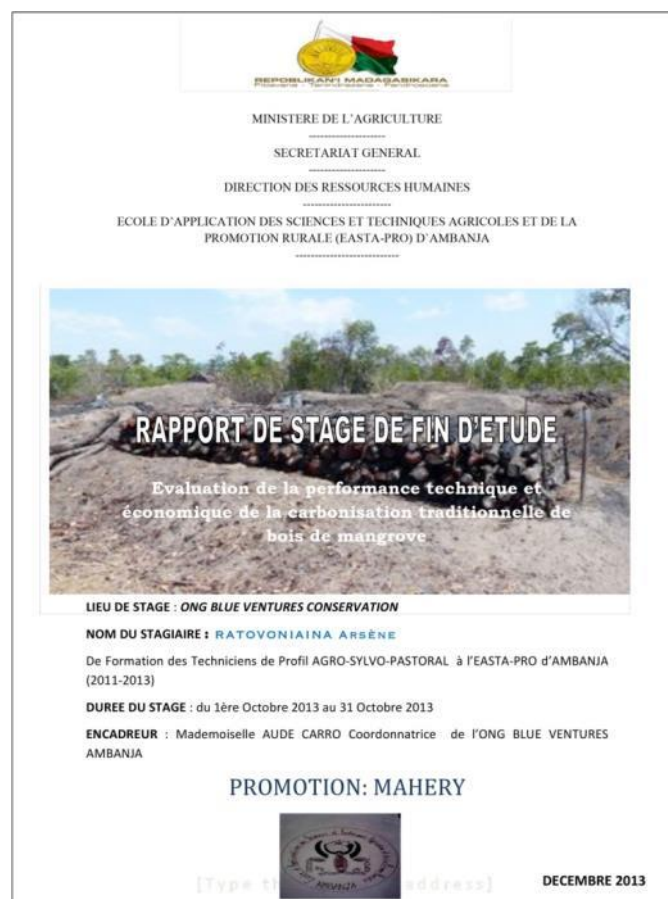 REPOBLIKAN'I MADAGASIKARA
Fitiavana - Tanindrazana - Fandrosoana
MINISTERE DE L'AGRICULTURE
--------------------
SECRETARIAT GENERAL
--------------------
DIRECTION DES RESSOURCES HUMAINES
-----------------------
ECOLE D'APPLICATION DES SCIENCES ET TECHNIQUES AGRICOLES ET DE LA
PROMOTION RURALE (EASTA-PRO) D'AMBANJA
---------------------------
RAPPORT DE STAGE DE FIN D'ETUDE
Evaluation de la performance technique et
économique de la carbonisation traditionnelle de
bois de mangrove
LIEU DE STAGE : ONG BLUE VENTURES CONSERVATION
NOM DU STAGIAIRE : RATOVONIAINA ARSÈNE
De Formation des Techniciens de Profil AGRO-SYLVO-PASTORAL à l'EASTA-PRO d'AMBANJA
(2011-2013)
DUREE DU STAGE : du 1ère Octobre 2013 au 31 Octobre 2013
ENCADREUR : Mademoiselle AUDE CARRO Coordonnatrice de l'ONG BLUE VENTURES
AMBANJA
PROMOTION: MAHERY
AMBANJA
[Type th address]
DECEMBRE 2013